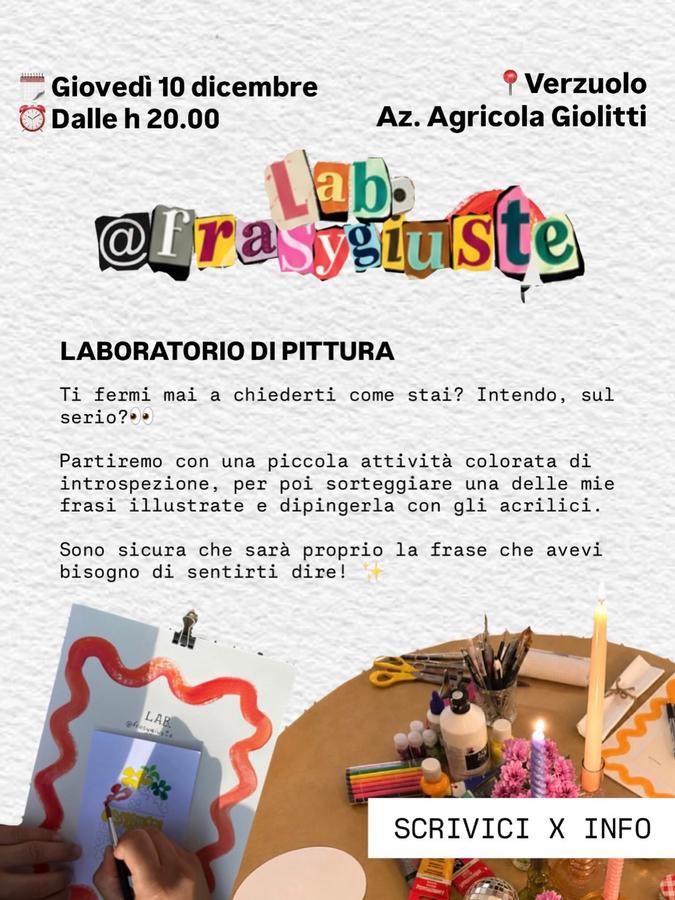 🗓️ Giovedì 10 dicembre
⏰ Dalle h 20.00
📍 Verzuolo
Az. Agricola Giolitti
Lab.
@frasygiuste
LABORATORIO DI PITTURA
Ti fermi mai a chiederti come stai? Intendo, sul
serio?👀
Partiremo con una piccola attività colorata di
introspezione, per poi sorteggiare una delle mie
frasi illustrate e dipingerla con gli acrilici.
Sono sicura che sarà proprio la frase che avevi
bisogno di sentirti dire! ✨
LAB
@frasygiuste
SCRIVICI X INFO